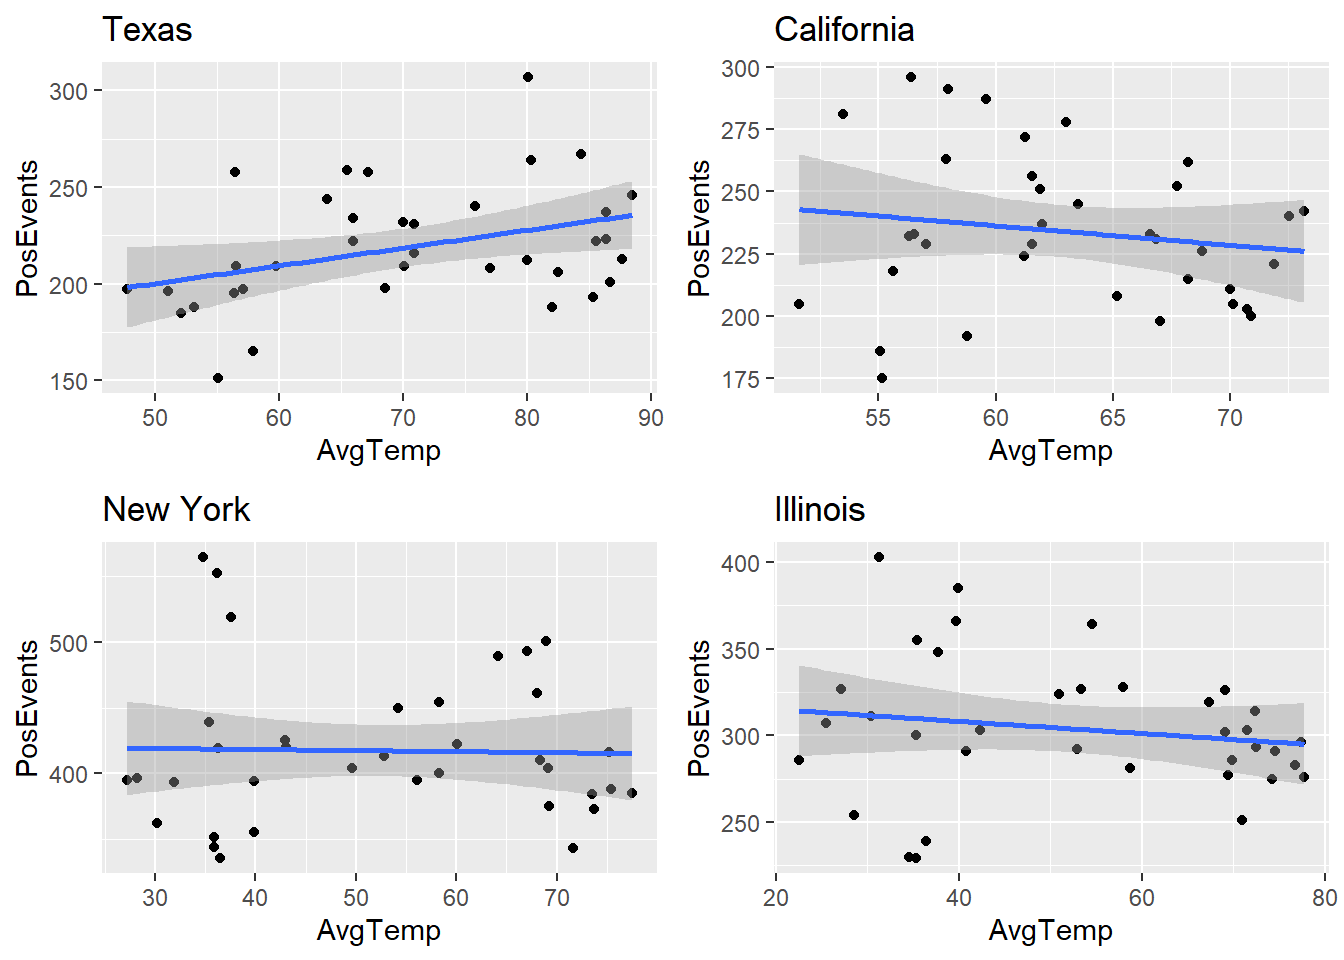 Texas
PosEvents
300
250
200
150
50 60 70 80 90
AvgTemp
California
PosEvents
300
275
250
225
200
175
55 60 65 70
AvgTemp
New York
PosEvents
500
400
30 40 50 60 70
AvgTemp
Illinois
PosEvents
400
350
300
250
20 40 60 80
AvgTemp